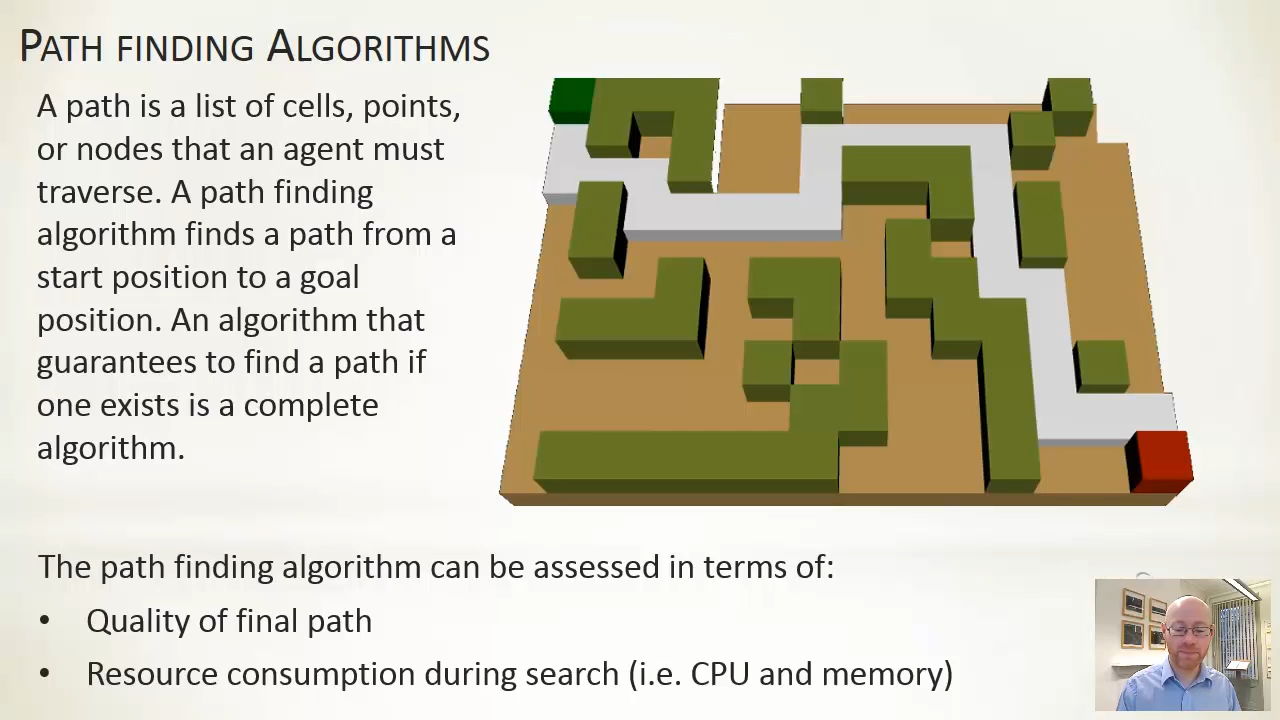 PATH FINDING ALGORITHMS
A path is a list of cells, points,
or nodes that an agent must
traverse. A path finding
algorithm finds a path from a
start position to a goal
position. An algorithm that
guarantees to find a path if
one exists is a complete
algorithm.
The path finding algorithm can be assessed in terms of:
• Quality of final path
• Resource consumption during search (i.e. CPU and memory)